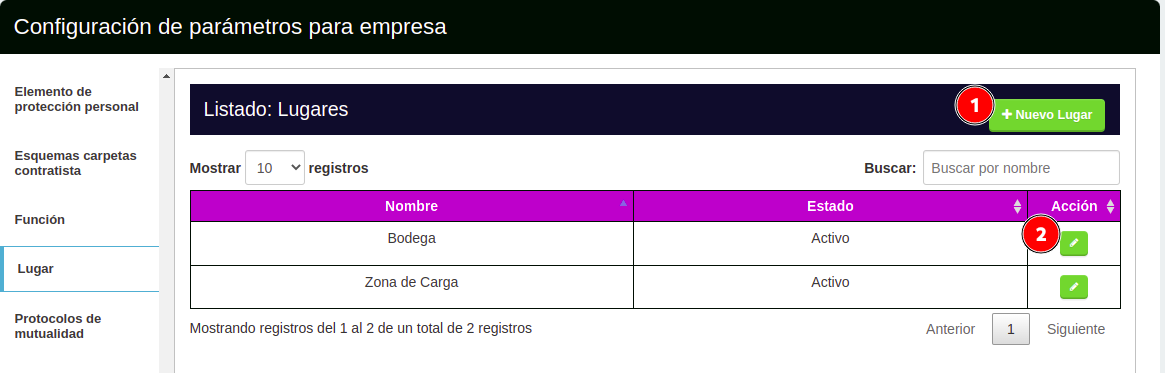 Configuración de parámetros para empresa
Elemento de
protección personal
Esquemas carpetas
contratista
Función
Lugar
Protocolos de
mutualidad
Listado: Lugares
1
Nuevo Lugar
Mostrar 10 registros
Buscar: Buscar por nombre
Nombre Estado Acción
Bodega Activo 2
Zona de Carga Activo
Mostrando registros del 1 al 2 de un total de 2 registros
Anterior 1 Siguiente